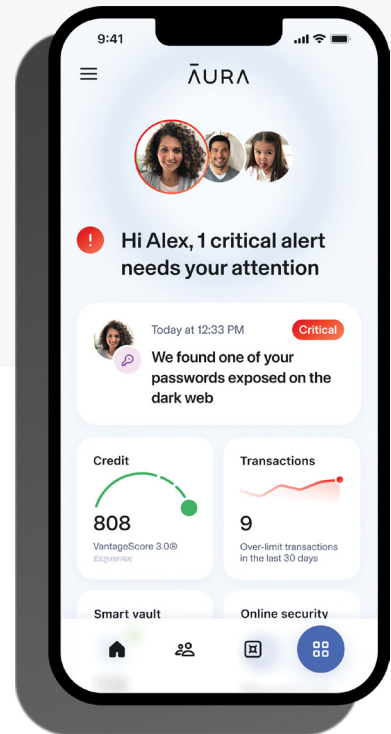 9:41
ĀURA
Hi Alex, 1 critical alert
needs your attention
Today at 12:33 PM
Critical
We found one of your
passwords exposed on the
dark web
Credit
808
VantageScore 3.0®
EQUIFAX
Transactions
9
Over-limit transactions
in the last 30 days
Smart vault
Online security